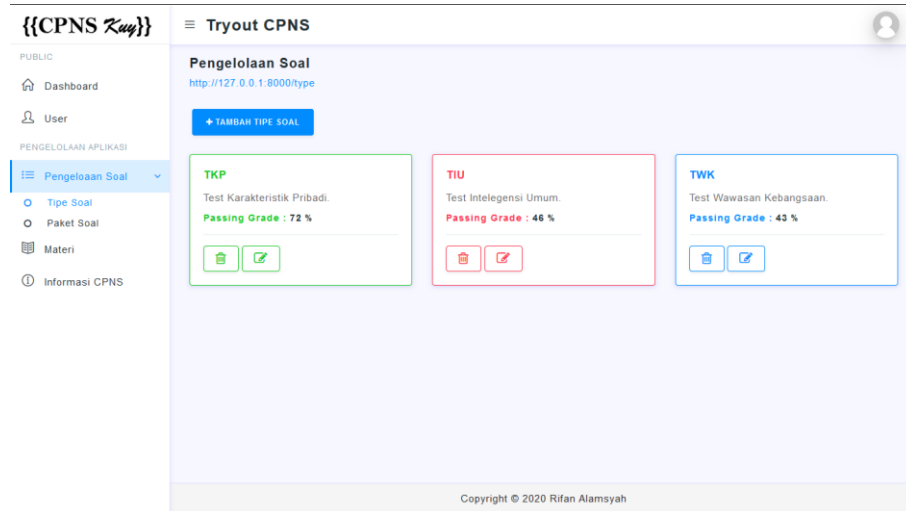 {{CPNS Kuy}}
Tryout CPNS
PUBLIC
Dashboard
User
PENGELOLAAN APLIKASI
Pengeloaan Soal
Tipe Soal
Paket Soal
Materi
Informasi CPNS
Pengelolaan Soal
http://127.0.0.1:8000/type
+ TAMBAH TIPE SOAL
TKP
Test Karakteristik Pribadi.
Passing Grade : 72 %
TIU
Test Intelegensi Umum.
Passing Grade : 46 %
TWK
Test Wawasan Kebangsaan.
Passing Grade : 43 %
Copyright © 2020 Rifan Alamsyah